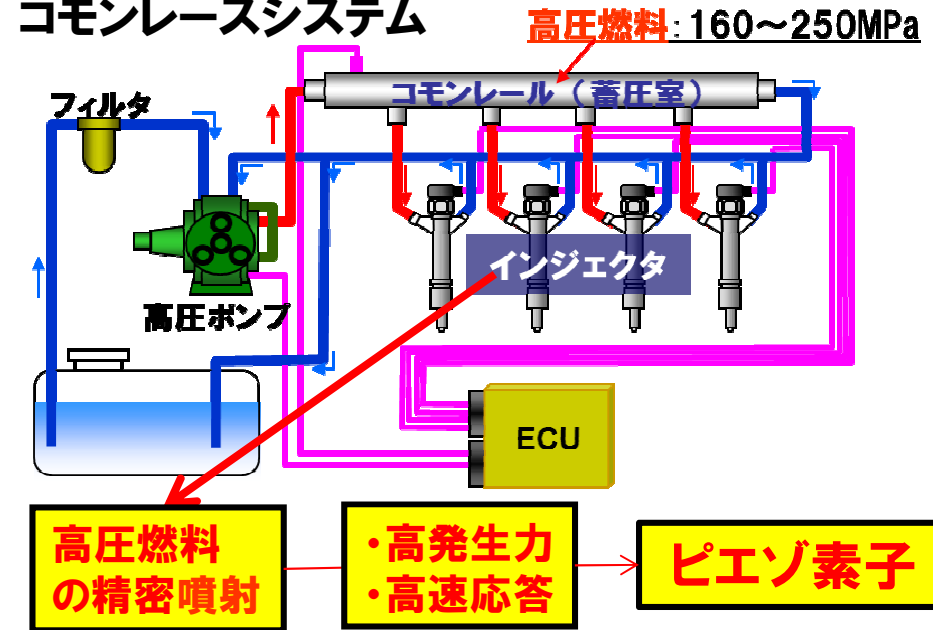 コモンレースシステム
高圧燃料:160～250MPa
コモンレール（蓄圧室）
フィルタ
インジェクタ
高圧ポンプ
ECU
高圧燃料
の精密噴射
・高発生力
・高速応答
ピエゾ素子